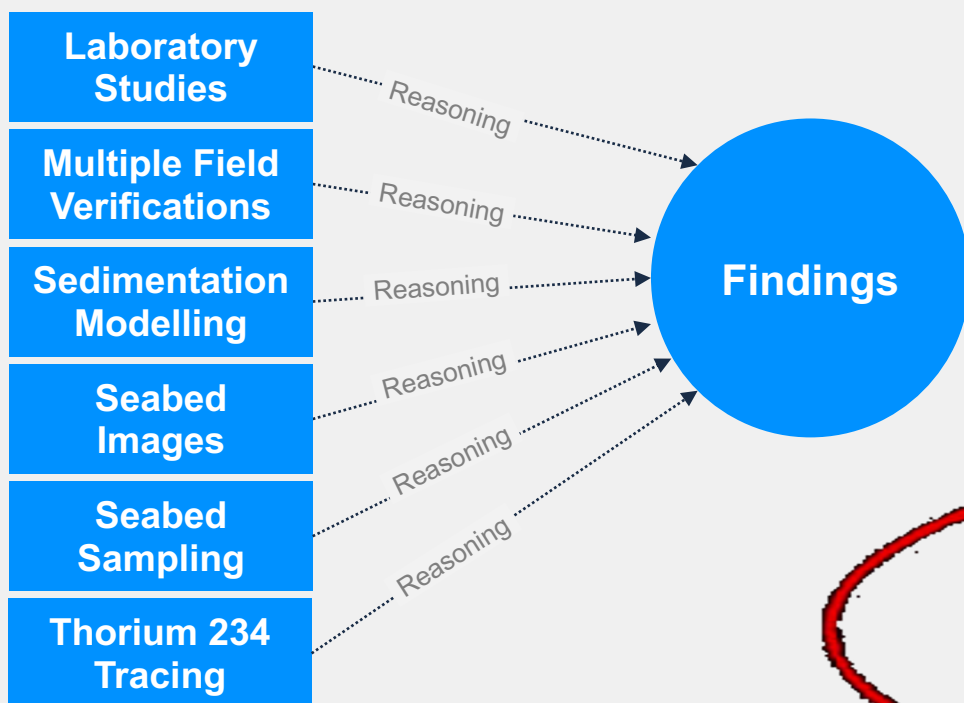 Laboratory
Studies
Reasoning
Multiple Field
Verifications
Reasoning
Sedimentation
Modelling
Reasoning
Findings
Seabed
Images
Reasoning
Seabed
Sampling
Reasoning
Thorium 234
Tracing
Reasoning